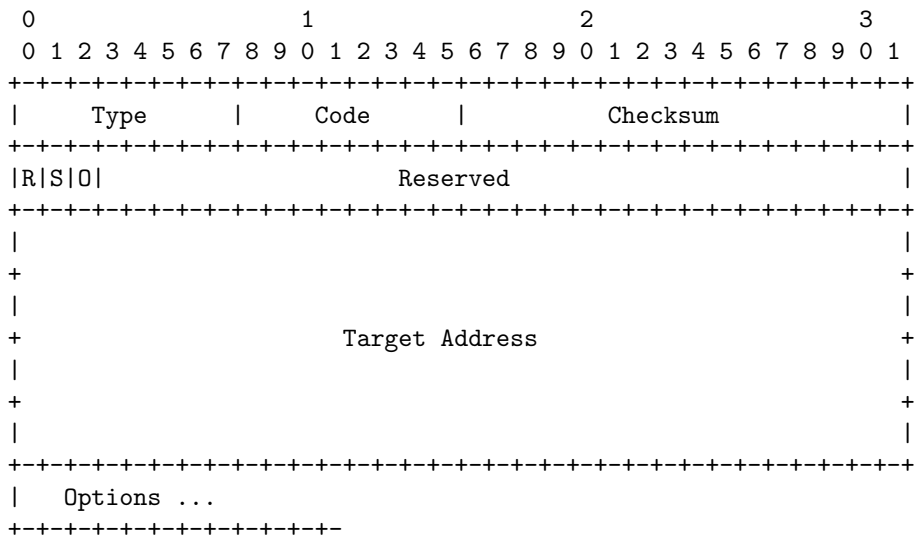 0 1 2 3
0 1 2 3 4 5 6 7 8 9 0 1 2 3 4 5 6 7 8 9 0 1 2 3 4 5 6 7 8 9 0 1
+-+-+-+-+-+-+-+-+-+-+-+-+-+-+-+-+-+-+-+-+-+-+-+-+-+-+-+-+-+-+-+-+
| Type | Code | Checksum |
+-+-+-+-+-+-+-+-+-+-+-+-+-+-+-+-+-+-+-+-+-+-+-+-+-+-+-+-+-+-+-+-+
|R|S|O| Reserved |
+-+-+-+-+-+-+-+-+-+-+-+-+-+-+-+-+-+-+-+-+-+-+-+-+-+-+-+-+-+-+-+-+
| |
+ +
| |
+ Target Address +
| |
+ +
| |
+-+-+-+-+-+-+-+-+-+-+-+-+-+-+-+-+-+-+-+-+-+-+-+-+-+-+-+-+-+-+-+-+
| Options ...
+-+-+-+-+-+-+-+-+-+-+-+-